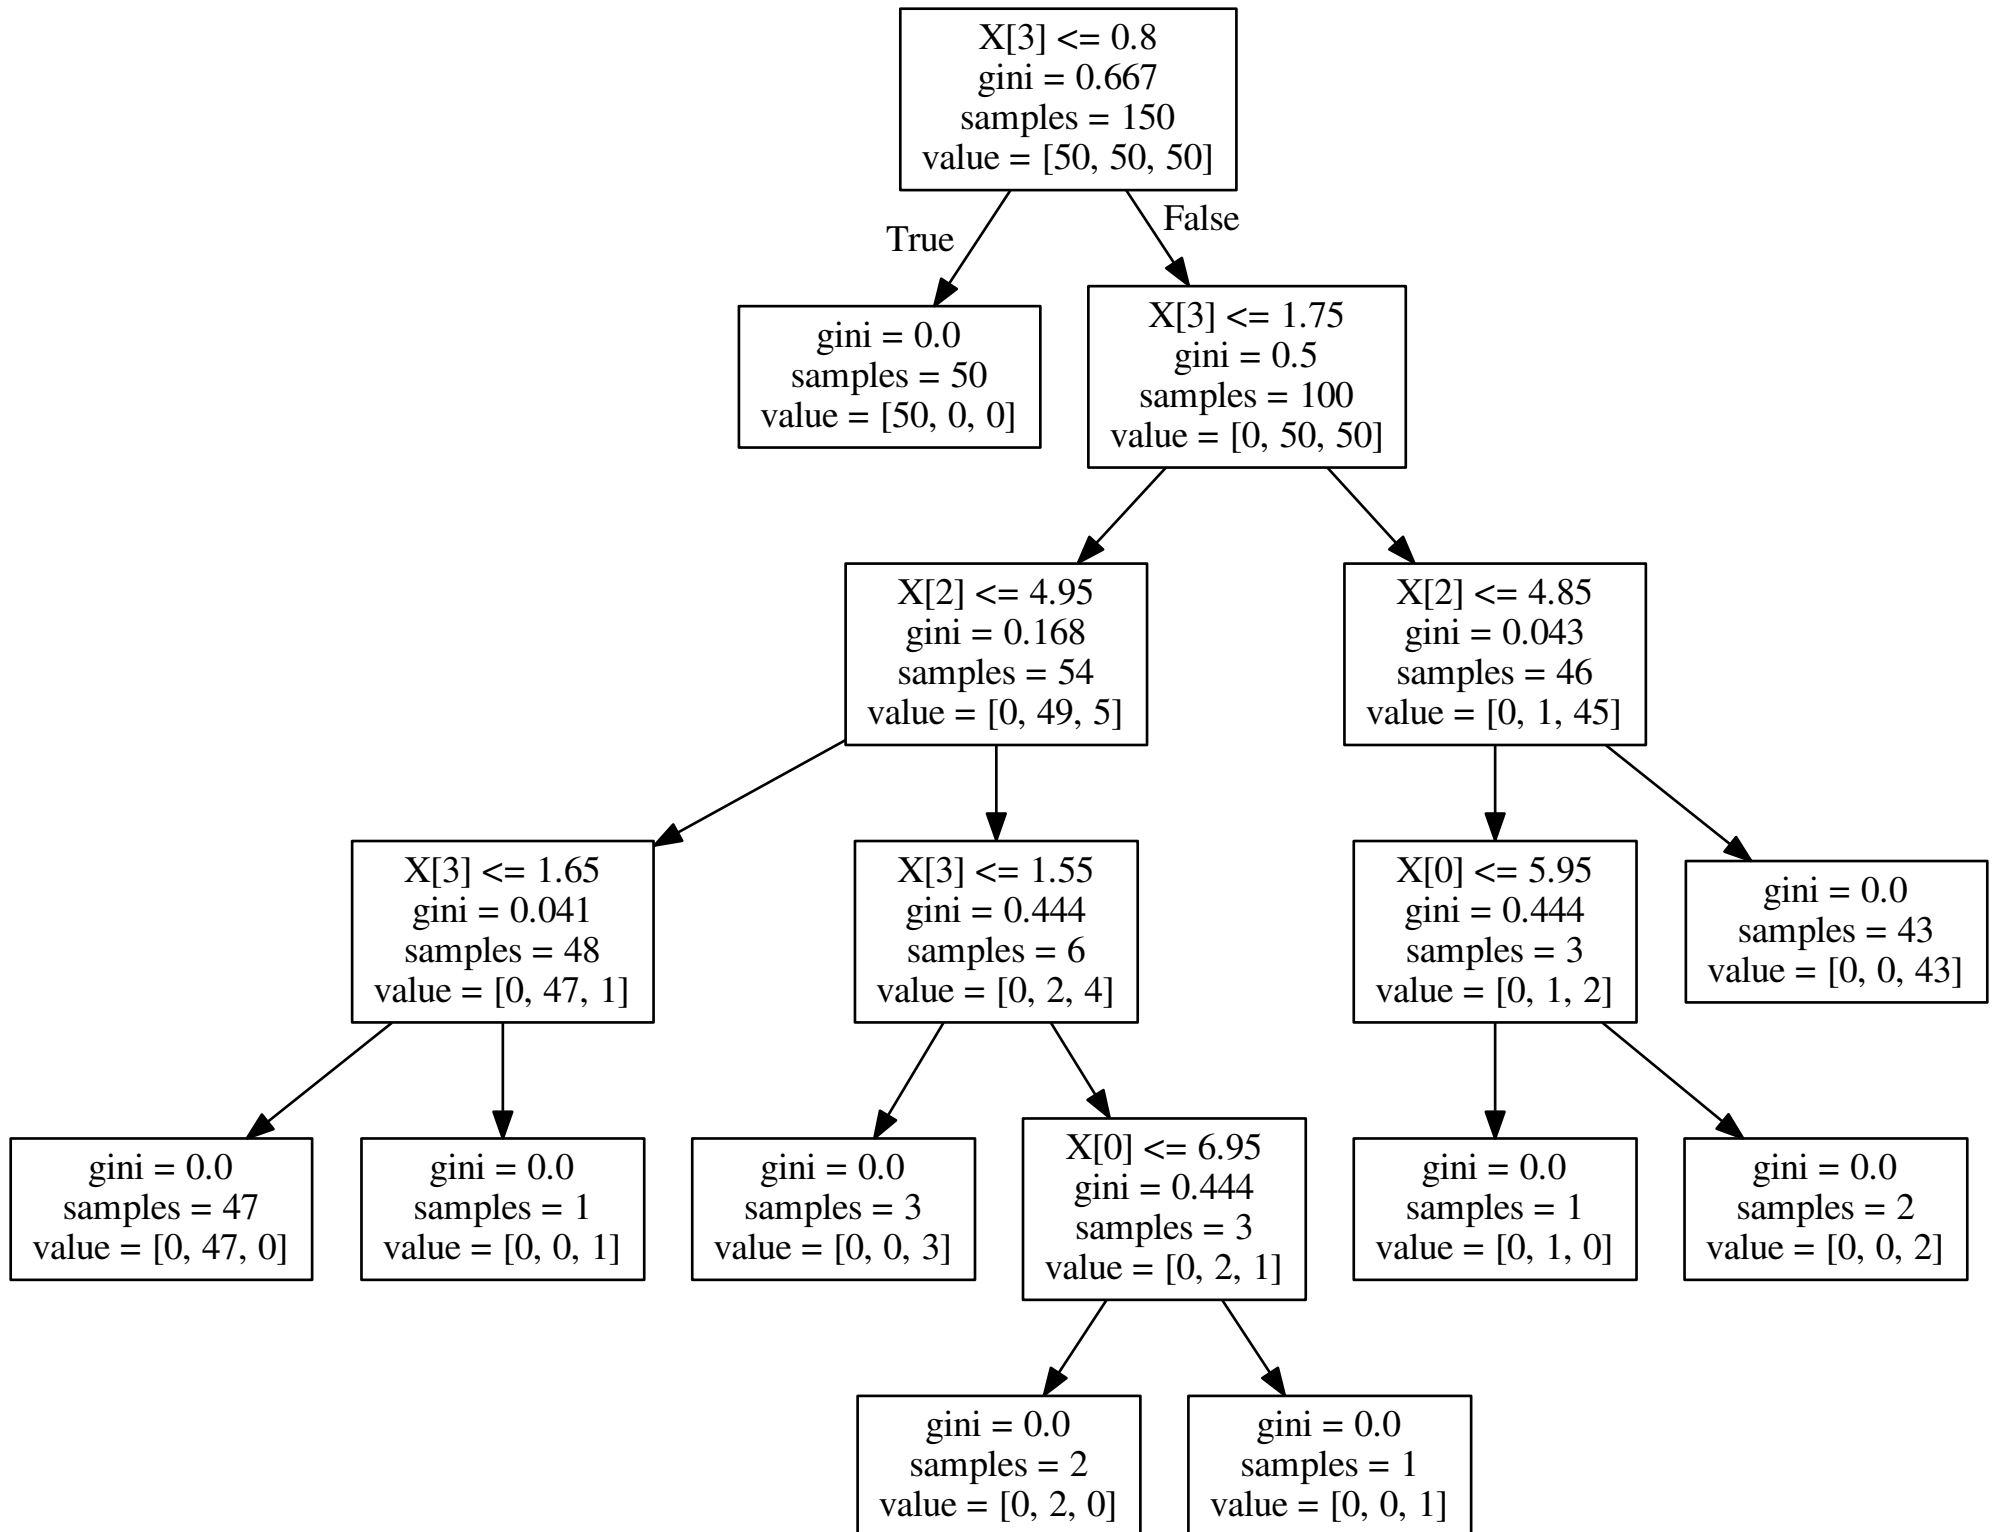 X[3] <= 0.8
gini = 0.667
samples = 150
value = [50, 50, 50]
True
False
gini = 0.0
samples = 50
value = [50, 0, 0]
X[3] <= 1.75
gini = 0.5
samples = 100
value = [0, 50, 50]
X[2] <= 4.95
gini = 0.168
samples = 54
value = [0, 49, 5]
X[2] <= 4.85
gini = 0.043
samples = 46
value = [0, 1, 45]
X[3] <= 1.65
gini = 0.041
samples = 48
value = [0, 47, 1]
X[3] <= 1.55
gini = 0.444
samples = 6
value = [0, 2, 4]
X[0] <= 5.95
gini = 0.444
samples = 3
value = [0, 1, 2]
gini = 0.0
samples = 43
value = [0, 0, 43]
gini = 0.0
samples = 47
value = [0, 47, 0]
gini = 0.0
samples = 1
value = [0, 0, 1]
gini = 0.0
samples = 3
value = [0, 0, 3]
X[0] <= 6.95
gini = 0.444
samples = 3
value = [0, 2, 1]
gini = 0.0
samples = 1
value = [0, 1, 0]
gini = 0.0
samples = 2
value = [0, 0, 2]
gini = 0.0
samples = 2
value = [0, 2, 0]
gini = 0.0
samples = 1
value = [0, 0, 1]